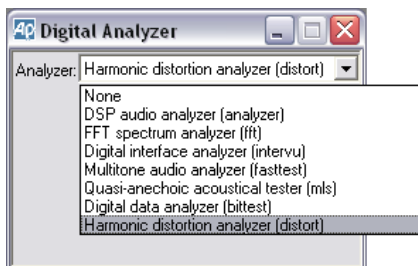 AP Digital Analyzer
Analyzer: Harmonic distortion analyzer (distort)
None
DSP audio analyzer (analyzer)
FFT spectrum analyzer (fft)
Digital interface analyzer (intervu)
Multitone audio analyzer (fasttest)
Quasi-anechoic acoustical tester (mls)
Digital data analyzer (bittest)
Harmonic distortion analyzer (distort)